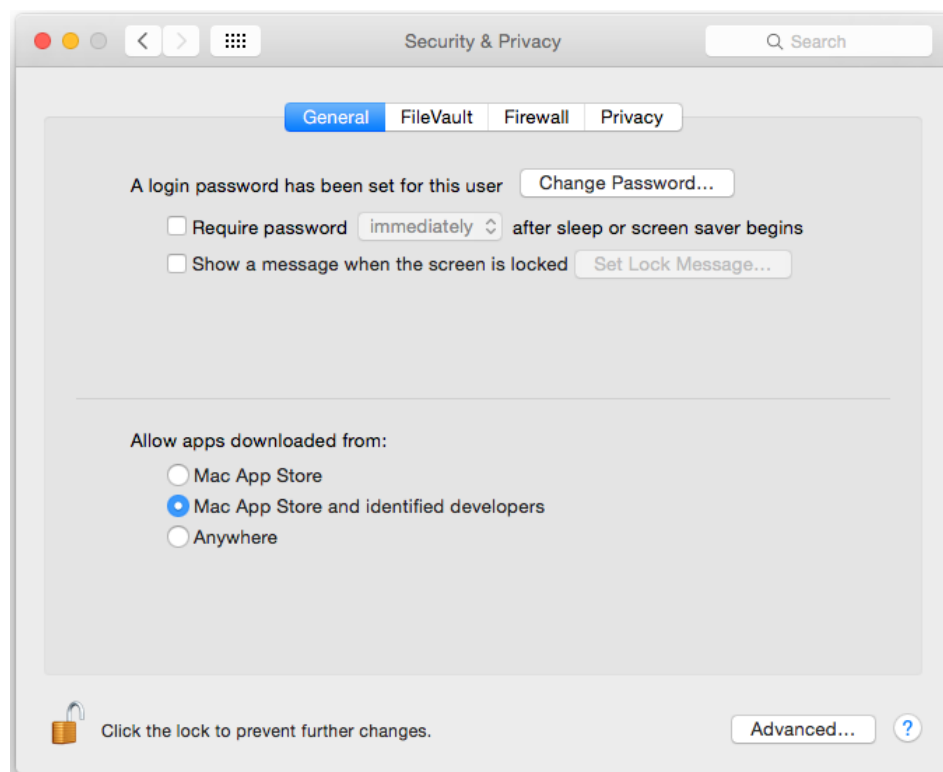 Security & Privacy
Search
General FileVault Firewall Privacy
A login password has been set for this user Change Password...
Require password immediately after sleep or screen saver begins
Show a message when the screen is locked Set Lock Message...
Allow apps downloaded from:
Mac App Store
Mac App Store and identified developers
Anywhere
Click the lock to prevent further changes. Advanced... ?